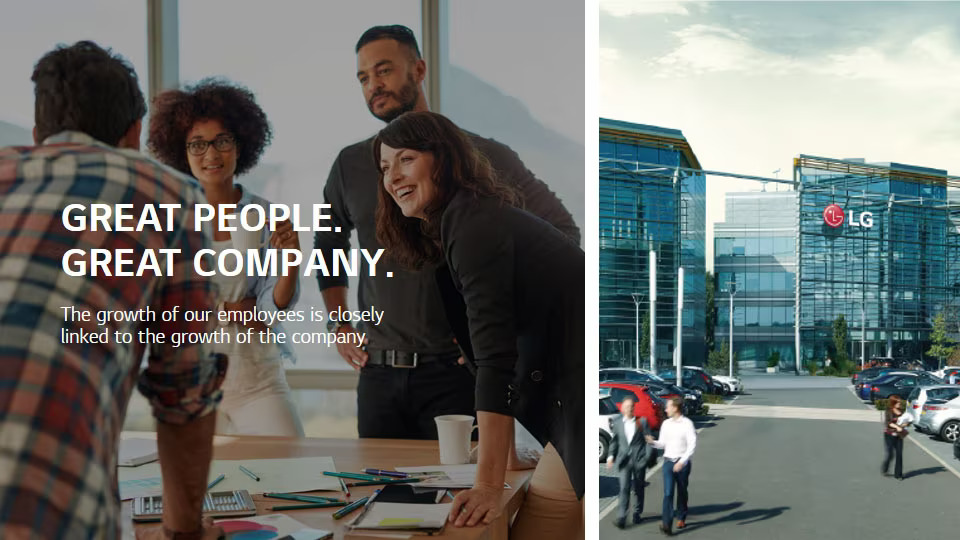 GREAT PEOPLE.
GREAT COMPANY.
The growth of our employees is closely
linked to the growth of the company
LG